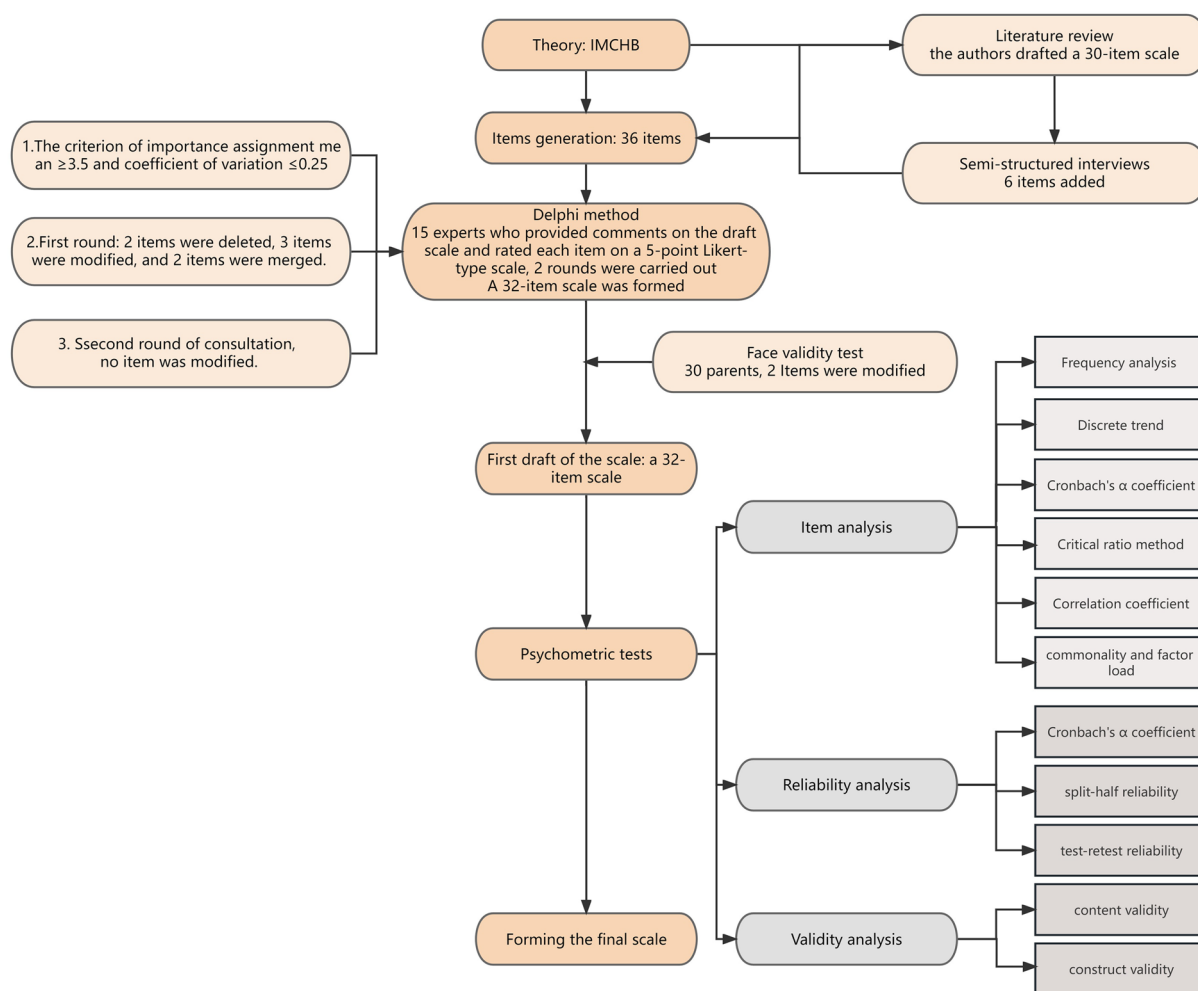 Theory: IMCHB
Literature review
the authors drafted a 30-item scale
Items generation: 36 items
Semi-structured interviews
6 items added
1.The criterion of importance assignment me
an ≥3.5 and coefficient of variation ≤0.25
2.First round: 2 items were deleted, 3 items
were modified, and 2 items were merged.
3. Ssecond round of consultation,
no item was modified.
Delphi method
15 experts who provided comments on the draft
scale and rated each item on a 5-point Likert-
type scale, 2 rounds were carried out
A 32-item scale was formed
Face validity test
30 parents, 2 Items were modified
First draft of the scale: a 32-
item scale
Psychometric tests
Forming the final scale
Item analysis
Frequency analysis
Discrete trend
Cronbach's α coefficient
Critical ratio method
Correlation coefficient
commonality and factor
load
Reliability analysis
Cronbach's α coefficient
split-half reliability
test-retest reliability
Validity analysis
content validity
construct validity